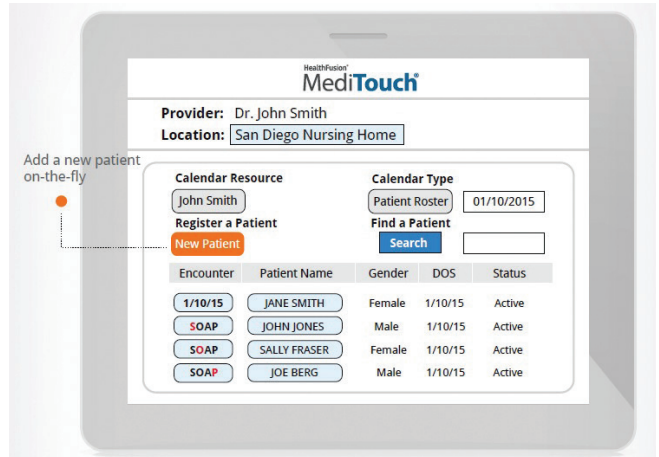 HealthFusion®
MediTouch®
Provider: Dr. John Smith
Location: San Diego Nursing Home
Add a new patient
on-the-fly
Calendar Resource Calendar Type
John Smith Patient Roster 01/10/2015
Register a Patient Find a Patient
New Patient Search
Encounter Patient Name Gender DOS Status
1/10/15 JANE SMITH Female 1/10/15 Active
SOAP JOHN JONES Male 1/10/15 Active
SOAP SALLY FRASER Female 1/10/15 Active
SOAP JOE BERG Male 1/10/15 Active